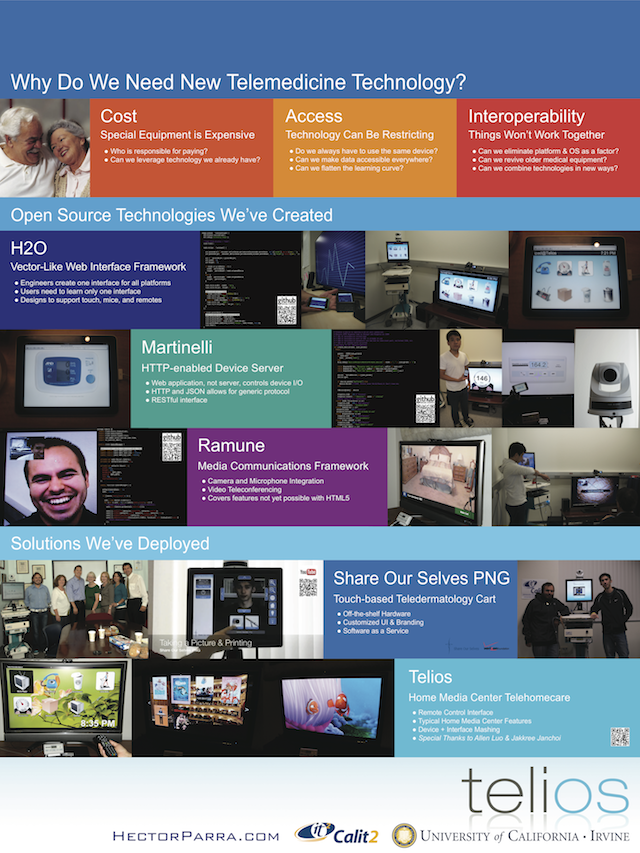 Why Do We Need New Telemedicine Technology?
Cost
Special Equipment is Expensive
• Who is responsible for paying?
• Can we leverage technology we already have?
Access
Technology Can Be Restricting
• Do we always have to use the same device?
• Can we make data accessible everywhere?
• Can we flatten the learning curve?
Interoperability
Things Won't Work Together
• Can we eliminate platform & OS as a factor?
• Can we revive older medical equipment?
• Can we combine technologies in new ways?
Open Source Technologies We've Created
H2O
Vector-Like Web Interface Framework
• Engineers create one interface for all platforms
• Users need to learn only one interface
• Designs to support touch, mice, and remotes
github
7:21 PM
Martinelli
HTTP-enabled Device Server
• Web application, not server, controls device I/O
• HTTP and JSON allows for generic protocol
• RESTful interface
github
146
164.2
github
Ramune
Media Communications Framework
• Camera and Microphone Integration
• Video Teleconferencing
• Covers features not yet possible with HTML5
Solutions We've Deployed
YouTube
Taking a Picture & Printing
Share Our Selves PNG
Touch-based Teledermatology Cart
• Off-the-shelf Hardware
• Customized UI & Branding
• Software as a Service
8:35 PM
Telios
Home Media Center Telehomecare
• Remote Control Interface
• Typical Home Media Center Features
• Device + Interface Mashing
• Special Thanks to Allen Luo & Jakkree Janchoi
telios
HectorParra.com
it
Calit2
University of California · Irvine